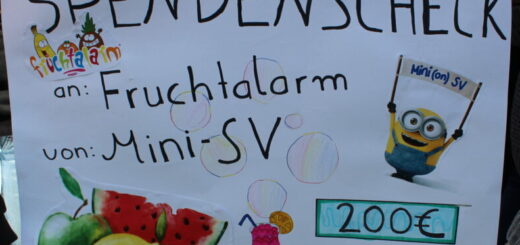 SPENDENSCHECK
fruchtalarm
an: Fruchtalarm
von: Mini-SV
Mini(on) SV
200€